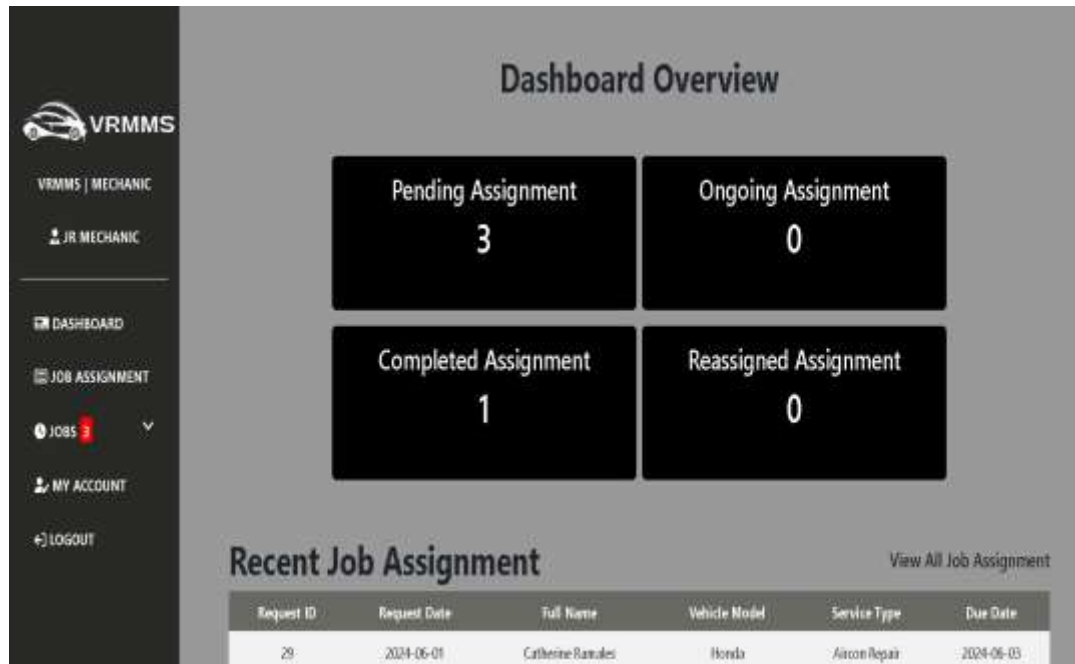 VRMMS
VRMMS | MECHANIC
JR MECHANIC
DASHBOARD
JOB ASSIGNMENT
JOBS 3
MY ACCOUNT
LOGOUT
Dashboard Overview
Pending Assignment
3
Ongoing Assignment
0
Completed Assignment
1
Reassigned Assignment
0
Recent Job Assignment
View All Job Assignment
Request ID Request Date Full Name Vehicle Model Service Type Due Date
29 2024-06-01 Catherine Ramales Honda Aircon Repair 2024-06-03